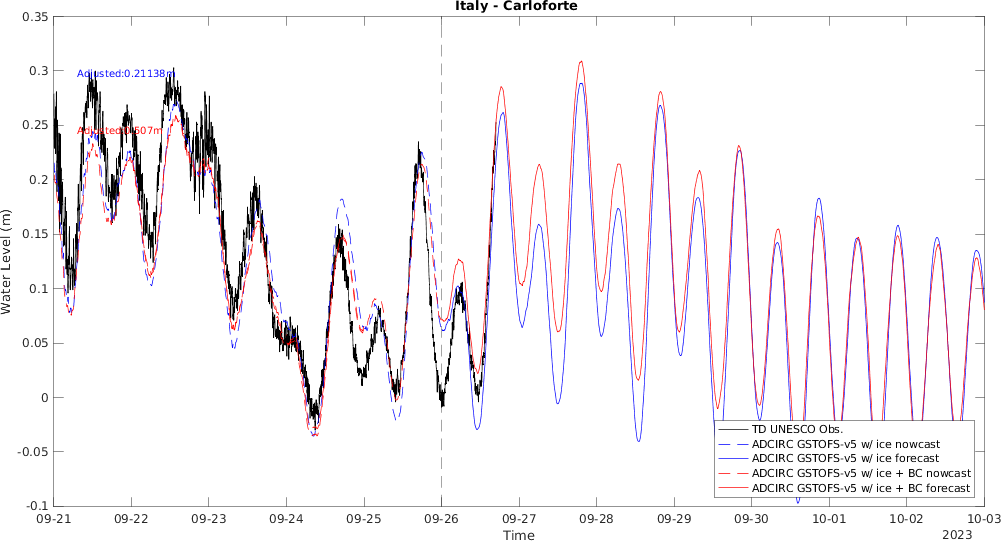 Italy - Carloforte
0.35
0.3
0.25
0.2
0.15
0.1
0.05
0
-0.05
-0.1
Water Level (m)
Adjusted:0.21138m
TD UNESCO Obs.
ADCIRC GSTOFS-v5 w/ ice nowcast
ADCIRC GSTOFS-v5 w/ ice forecast
ADCIRC GSTOFS-v5 w/ ice + BC nowcast
ADCIRC GSTOFS-v5 w/ ice + BC forecast
09-21 09-22 09-23 09-24 09-25 09-26 09-27 09-28 09-29 09-30 10-01 10-02 10-03
Time
2023